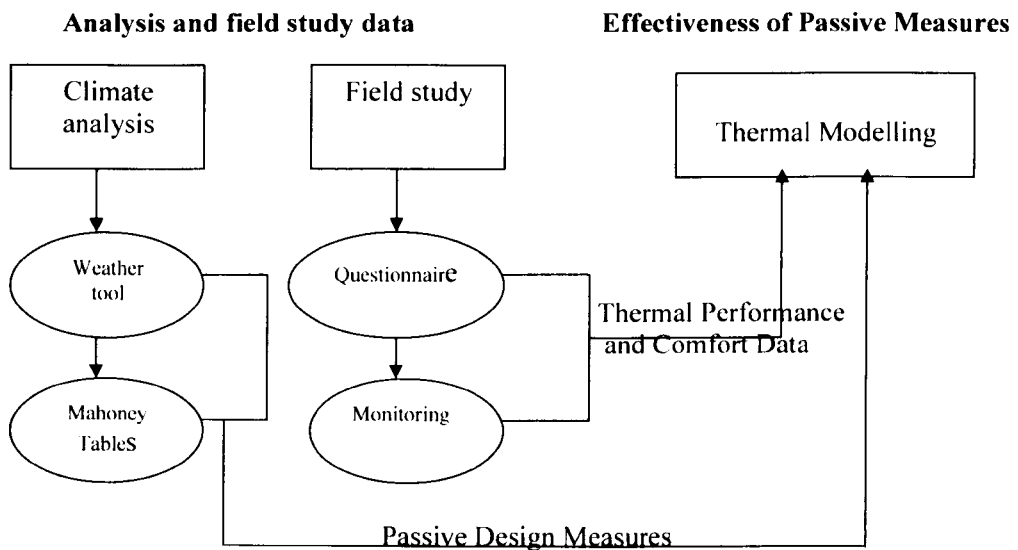 Analysis and field study data
Effectiveness of Passive Measures
Climate
analysis
Field study
Thermal Modelling
Weather
tool
Questionnaire
Thermal Performance
and Comfort Data
Mahoney
Tables
Monitoring
Passive Design Measures